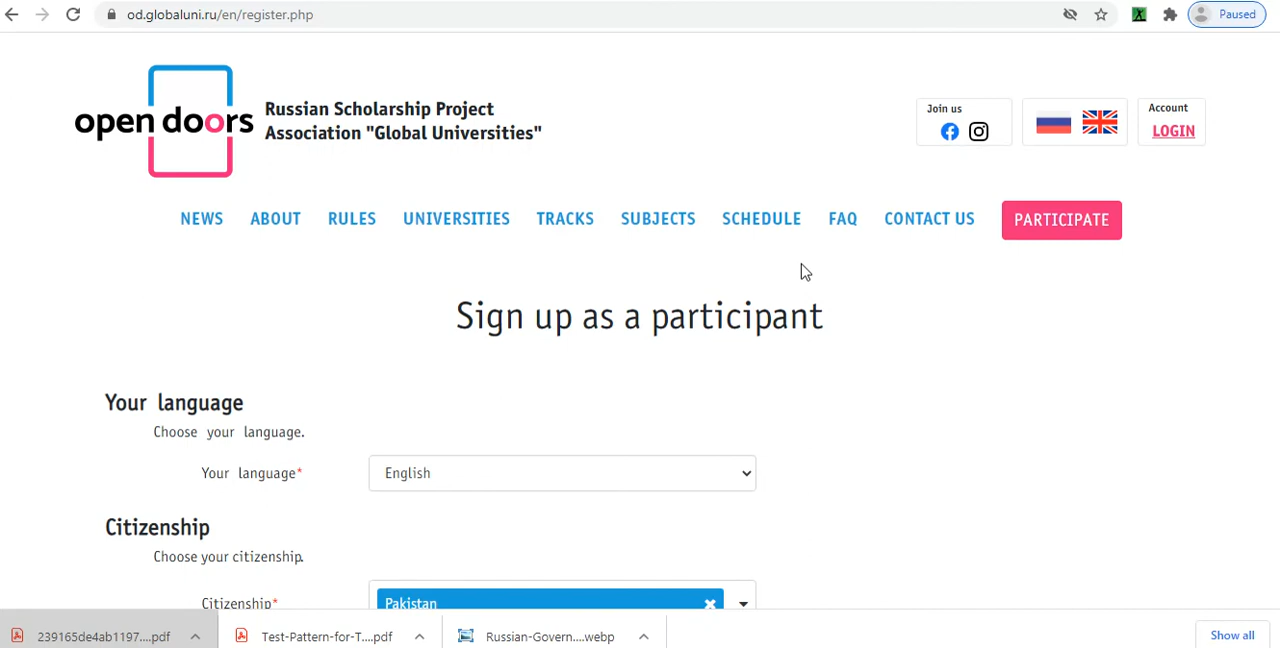 od.globaluni.ru/en/register.php
Paused
open doors
Russian Scholarship Project
Association "Global Universities"
Join us
Account
LOGIN
NEWS ABOUT RULES UNIVERSITIES TRACKS SUBJECTS SCHEDULE FAQ CONTACT US PARTICIPATE
Sign up as a participant
Your language
Choose your language.
Your language* English
Citizenship
Choose your citizenship.
Citizenship* Pakistan
239165de4ab1197....pdf Test-Pattern-for-T....pdf Russian-Govern....webp Show all